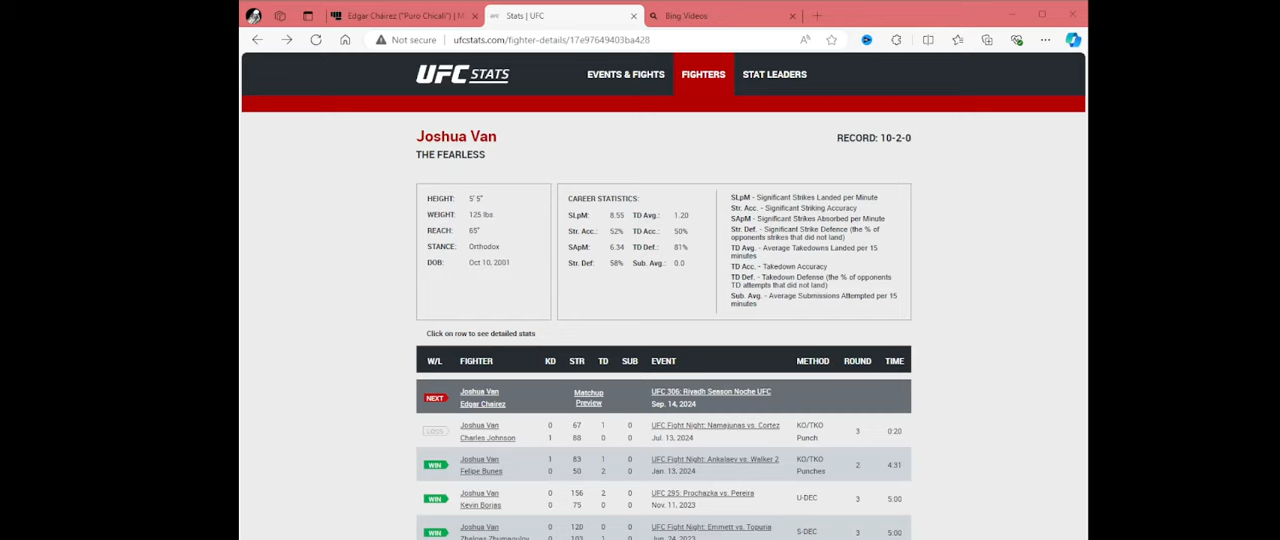 Edgar Chairez ("Puro Chicali") | M
Stats | UFC
Bing Videos
Not secure
ufcstats.com/fighter-details/17e97649403ba428
UFC STATS
EVENTS & FIGHTS
FIGHTERS
STAT LEADERS
Joshua Van
RECORD: 10-2-0
THE FEARLESS
HEIGHT: 5' 5"
WEIGHT: 125 lbs
REACH: 65"
STANCE: Orthodox
DOB: Oct 10, 2001
CAREER STATISTICS:
SLpM: 8.55 TD Avg.: 1.20
Str. Acc.: 52% TD Acc.: 50%
SApM: 6.34 TD Def.: 81%
Str. Def: 58% Sub. Avg.: 0.0
SLpM - Significant Strikes Landed per Minute
Str. Acc. - Significant Striking Accuracy
SApM - Significant Strikes Absorbed per Minute
Str. Def. - Significant Strike Defence (the % of
opponents strikes that did not land)
TD Avg. - Average Takedowns Landed per 15
minutes
TD Acc. - Takedown Accuracy
TD Def. - Takedown Defense (the % of opponents
TD attempts that did not land)
Sub. Avg. - Average Submissions Attempted per 15
minutes
Click on row to see detailed stats
W/L FIGHTER KD STR TD SUB EVENT METHOD ROUND TIME
NEXT
Joshua Van
Edgar Chairez
Matchup
Preview
UFC 306: Riyadh Season Noche UFC
Sep. 14, 2024
LOSS
Joshua Van 0 67 1 0 UFC Fight Night: Namajunas vs. Cortez KO/TKO
Charles Johnson 1 88 0 0 Jul. 13, 2024 Punch
3 0:20
WIN
Joshua Van 1 83 1 0 UFC Fight Night: Ankalaev vs. Walker 2 KO/TKO
Felipe Bunes 0 50 2 0 Jan. 13, 2024 Punches
2 4:31
WIN
Joshua Van 0 156 2 0 UFC 295: Prochazka vs. Pereira
Kevin Borjas 0 75 0 0 Nov. 11, 2023
U-DEC 3 5:00
WIN
Joshua Van 0 120 0 0 UFC Fight Night: Emmett vs. Topuria
Zhalgas Zhumagulov 0 103 1 0 Jun. 24, 2023
S-DEC 3 5:00